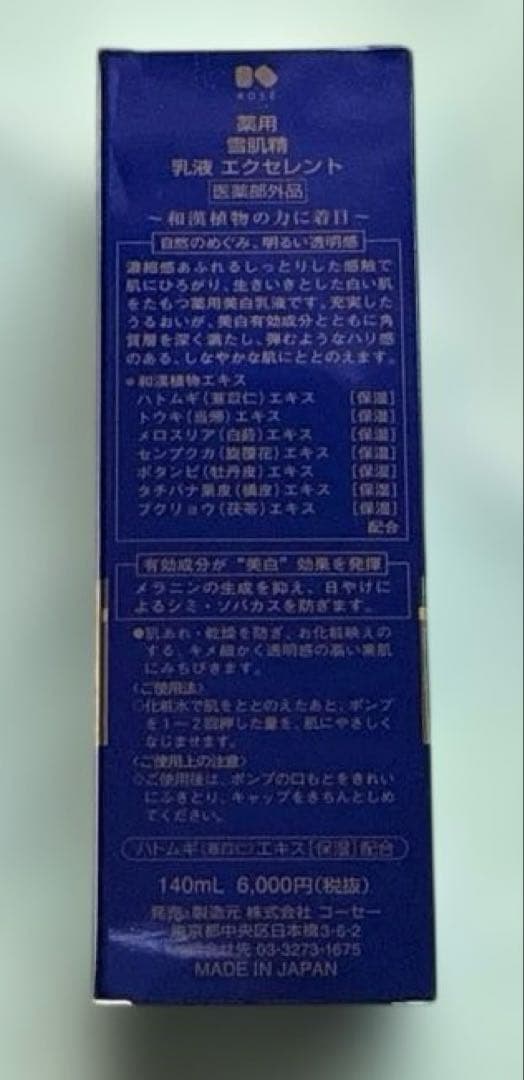 KOSÉ
薬用
雪肌精
乳液 エクセレント
医薬部外品
～和漢植物の力に着目～
自然のめぐみ、明るい透明感
濃縮感あふれるしっとりした感触で
肌にひろがり、生きいきとした白い肌
をたもつ薬用美白乳液です。充実した
うるおいが、美白有効成分とともに角
質層を深く満たし、弾むようなハリ感
のある、しなやかな肌にととのえます。
●和漢植物エキス
ハトムギ(薏苡仁)エキス [保湿]
トウキ(当帰)エキス [保湿]
メロスリア(白蘞)エキス [保湿]
センプクカ(旋覆花)エキス [保湿]
ボタンピ(牡丹皮)エキス [保湿]
タチバナ果皮(橘皮)エキス [保湿]
ブクリョウ(茯苓)エキス [保湿]
配合
有効成分が“美白”効果を発揮
メラニンの生成を抑え、日やけに
よるシミ・ソバカスを防ぎます。
●肌あれ・乾燥を防ぎ、お化粧映えの
する、キメ細かく透明感の高い素肌
にみちびきます。
〈ご使用法〉
○化粧水で肌をととのえたあと、ポンプ
を1～2回押した量を、肌にやさしく
なじませます。
〈ご使用上の注意〉
○ご使用後は、ポンプの口もとをきれい
にふきとり、キャップをきちんとしめ
てください。
ハトムギ(薏苡仁)エキス[保湿]配合
140mL 6,000円(税抜)
発売・製造元 株式会社 コーセー
東京都中央区日本橋3-6-2
先 03-3273-1675
MADE IN JAPAN